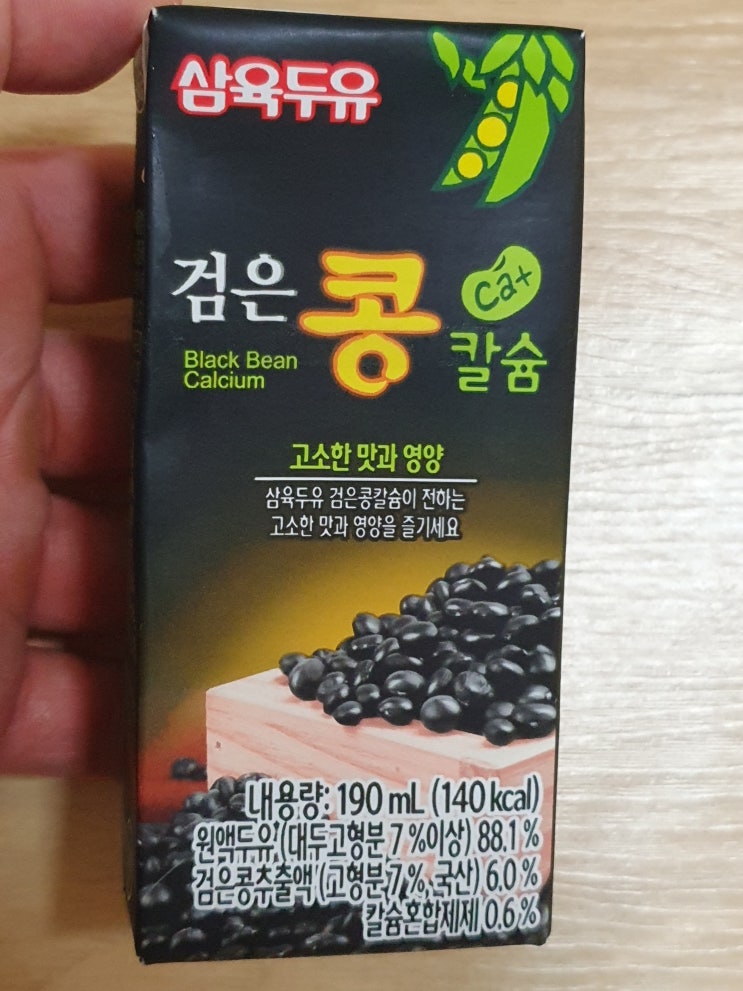 삼육두유
검은 콩 칼슘
Ca+
Black Bean
Calcium
고소한 맛과 영양
삼육두유 검은콩칼슘이 전하는
고소한 맛과 영양을 즐기세요
내용량: 190 mL (140 kcal)
원액두유(대두고형분 7 %이상) 88.1 %
검은콩추출액(고형분7 %, 국산) 6.0 %
칼슘혼합제제 0.6 %